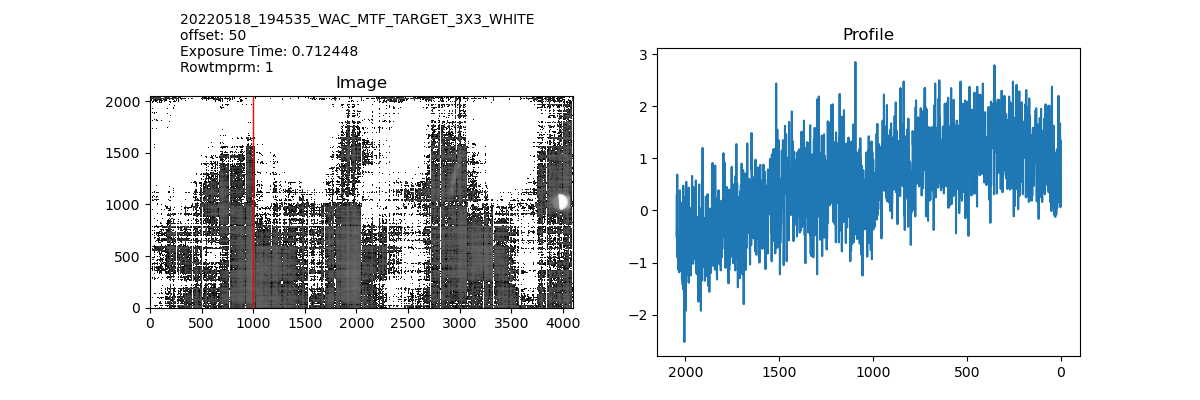 20220518_194535_WAC_MTF_TARGET_3X3_WHITE
offset: 50
Exposure Time: 0.712448
Rowtmprm: 1
Image
2000
1500
1000
500
0
0 500 1000 1500 2000 2500 3000 3500 4000
Profile
3
2
1
0
−1
−2
2000 1500 1000 500 0